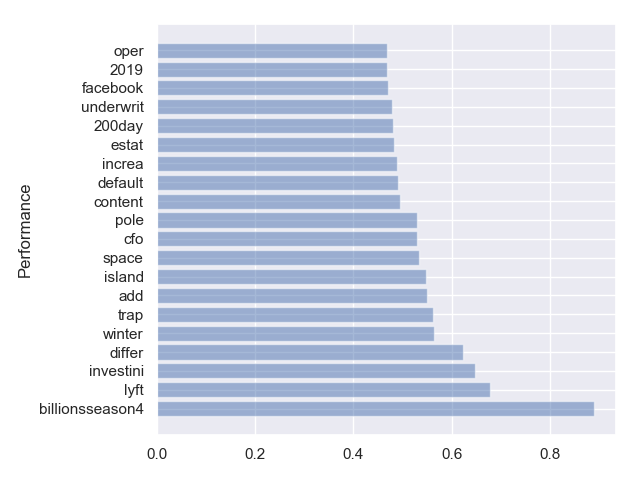 oper
2019
facebook
underwrit
200day
estat
increa
default
content
pole
cfo
space
island
add
trap
winter
differ
investini
lyft
billionsseason4
Performance
0.0 0.2 0.4 0.6 0.8